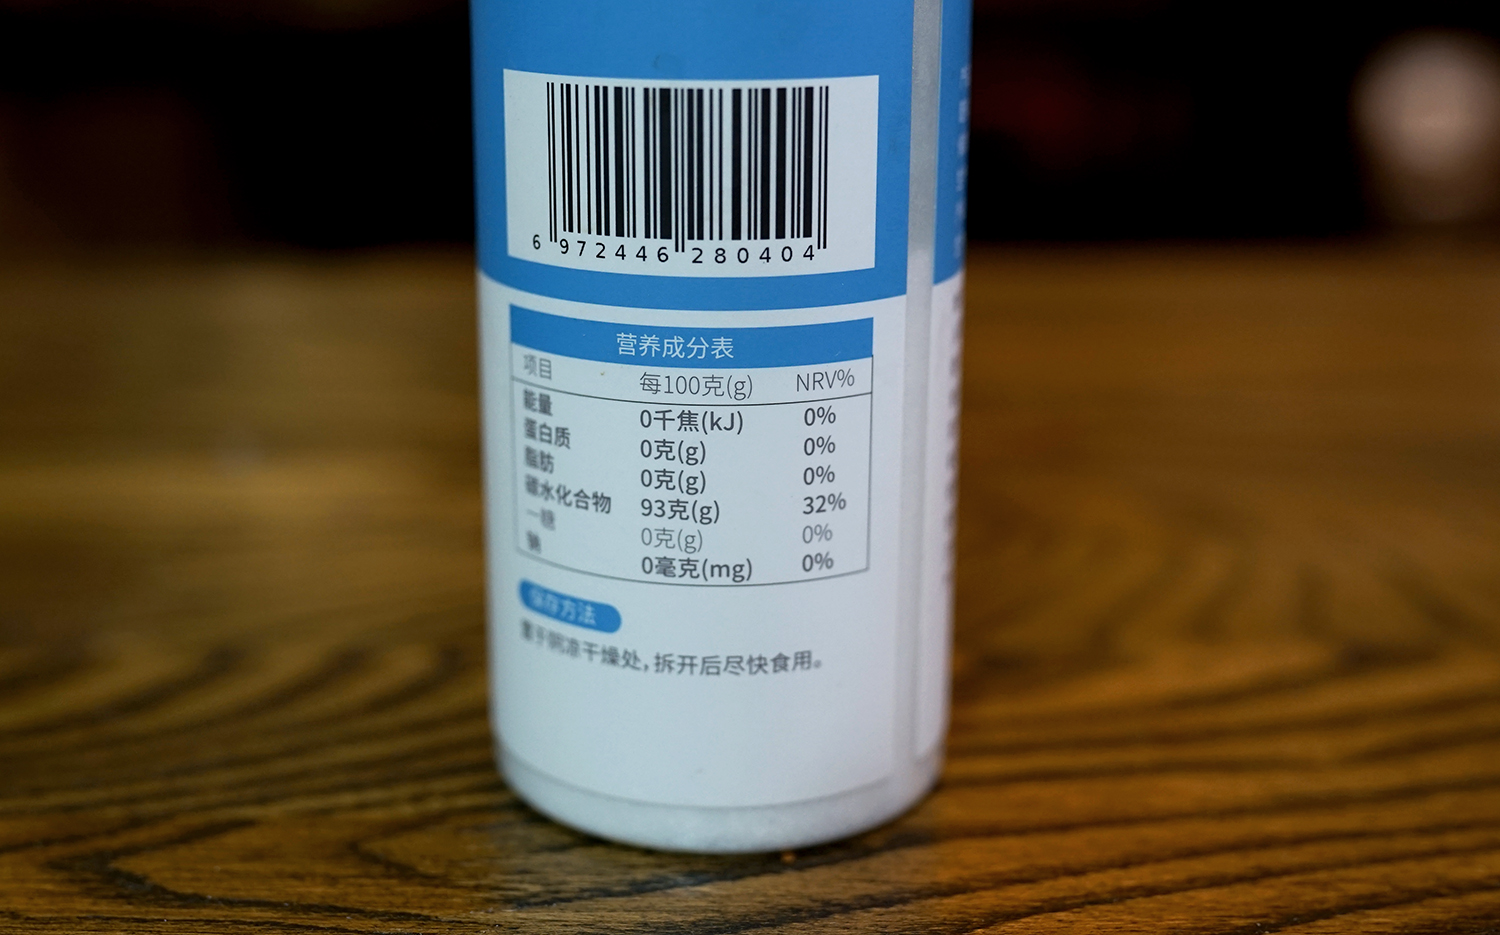 6 972446 280404
营养成分表
项目 每100克(g) NRV%
能量 0千焦(kJ) 0%
蛋白质 0克(g) 0%
脂肪 0克(g) 0%
碳水化合物 93克(g) 32%
一糖 0克(g) 0%
钠 0毫克(mg) 0%
保存方法
置于阴凉干燥处,拆开后尽快食用。